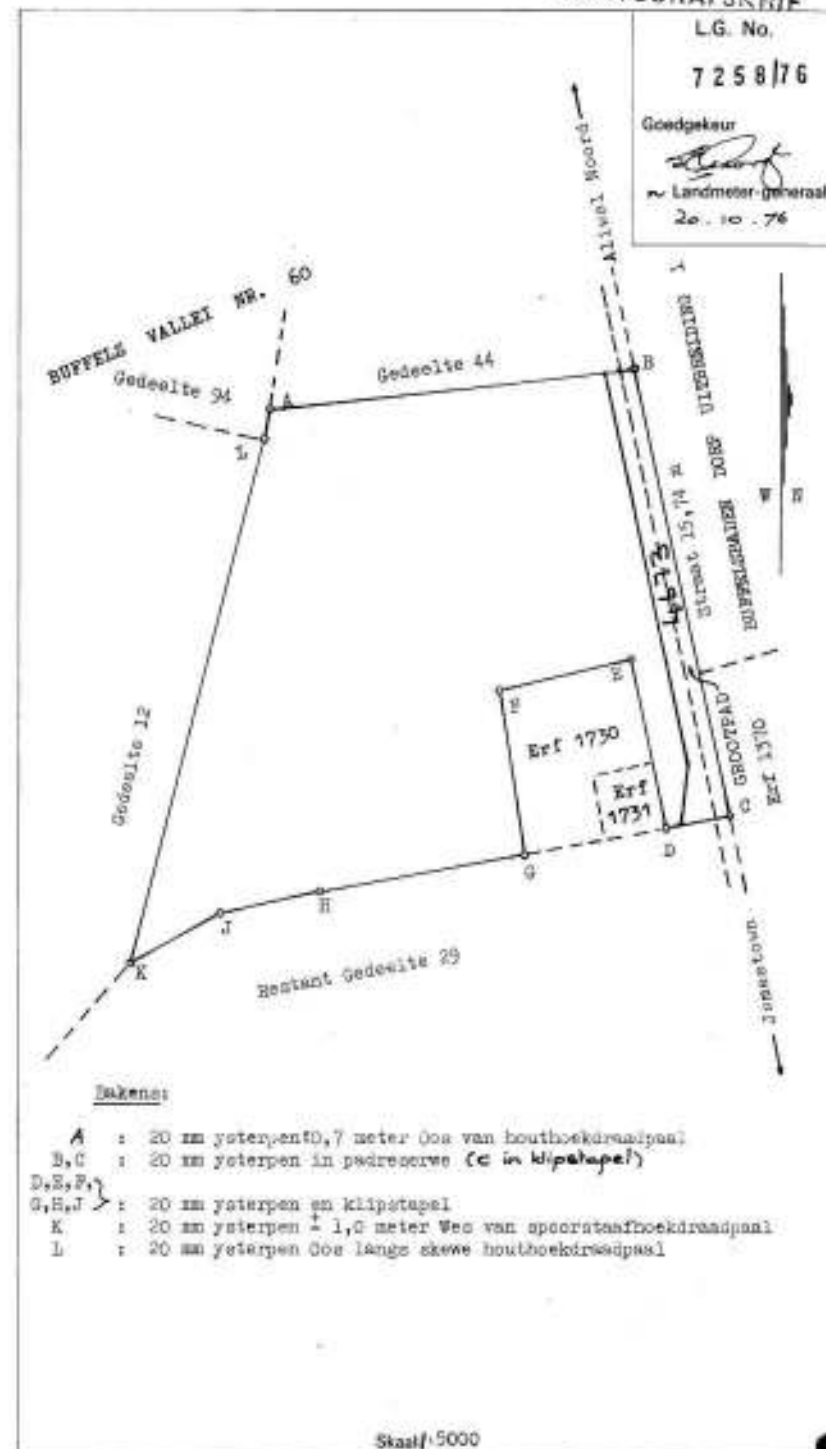 L.G. No.
7258/76
Goedgekeur
Landmeter-generaal
20.10.76
Aliwal Noord
BUFFELS VALLEI NR. 60
Gedeelte 94
Gedeelte 44
A
B
L
W
N
DORP UITBREIDING 1
Straat 15,74 m
Gedeelte 12
E
Erf 1730
Erf
1731
GROOTPAD
Erf 1370
C
D
G
H
J
K
Restant Gedeelte 29
Jamestown
Bakens:
A : 20 mm ysterpen ±0,7 meter Oos van houthoekdraadpaal
B,C : 20 mm ysterpen in padreserwe (C in klipstapel)
D,E,F,
G,H,J } : 20 mm ysterpen en klipstapel
K : 20 mm ysterpen ± 1,0 meter Wes van spoorstaafhoekdraadpaal
L : 20 mm ysterpen Oos langs skewe houthoekdraadpaal
Skaal 1:5000